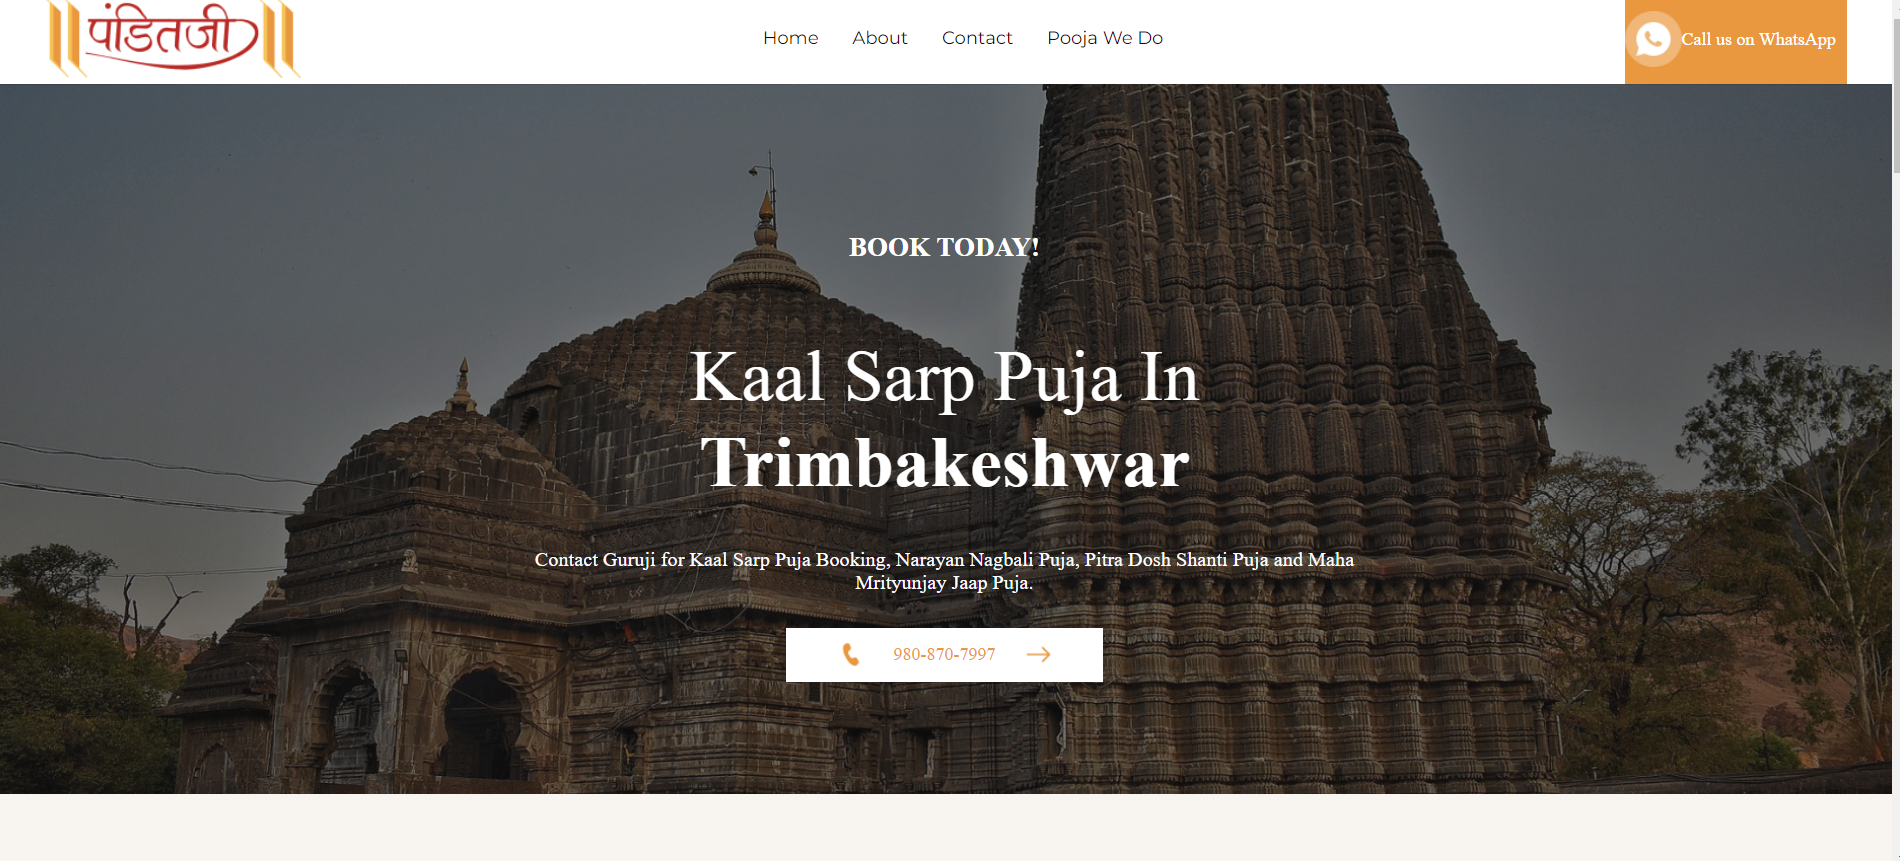 पंडितजी
Home
About
Contact
Pooja We Do
Call us on WhatsApp
BOOK TODAY!
Kaal Sarp Puja In
Trimbakeshwar
Contact Guruji for Kaal Sarp Puja Booking, Narayan Nagbali Puja, Pitra Dosh Shanti Puja and Maha
Mrityunjay Jaap Puja.
980-870-7997